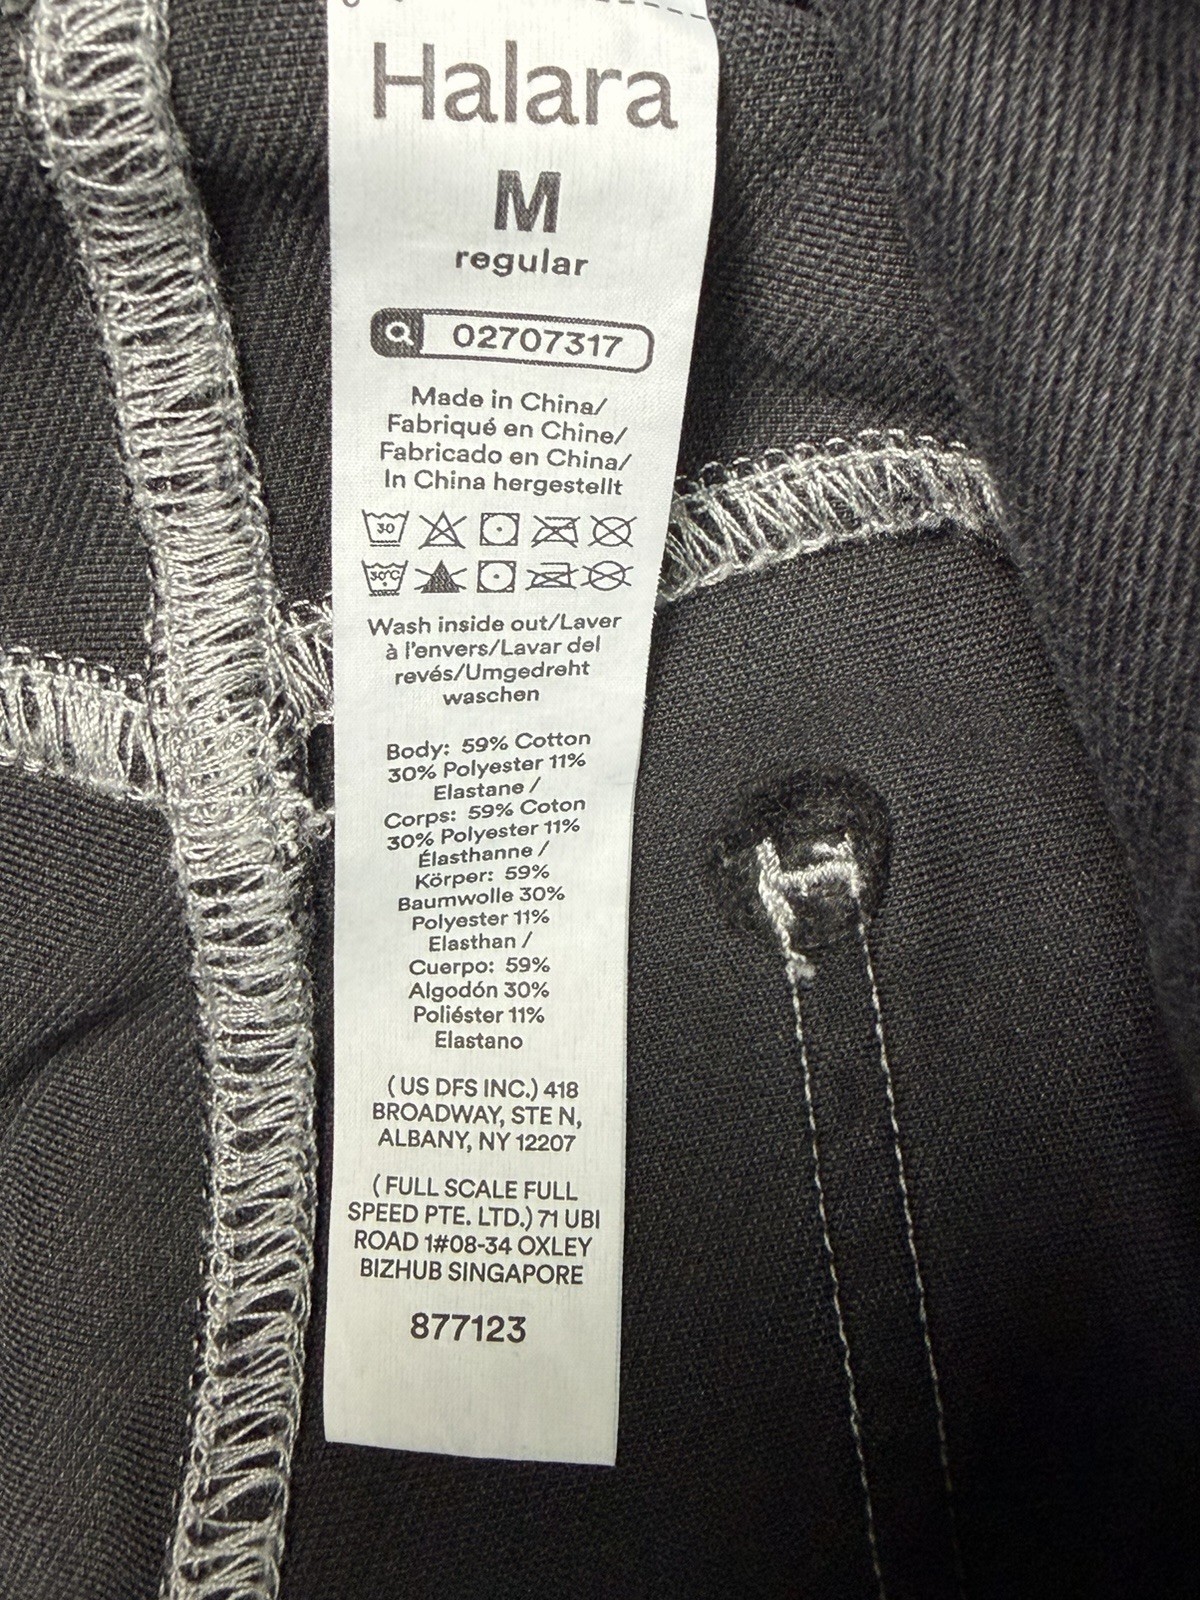 Halara
M
regular
02707317
Made in China/
Fabriqué en Chine/
Fabricado en China/
In China hergestellt
30
30°C
Wash inside out/Laver
à l'envers/Lavar del
revés/Umgedreht
waschen
Body: 59% Cotton
30% Polyester 11%
Elastane /
Corps: 59% Coton
30% Polyester 11%
Élasthanne /
Körper: 59%
Baumwolle 30%
Polyester 11%
Elasthan /
Cuerpo: 59%
Algodón 30%
Poliéster 11%
Elastano
( US DFS INC.) 418
BROADWAY, STE N,
ALBANY, NY 12207
( FULL SCALE FULL
SPEED PTE. LTD.) 71 UBI
ROAD 1#08-34 OXLEY
BIZHUB SINGAPORE
877123